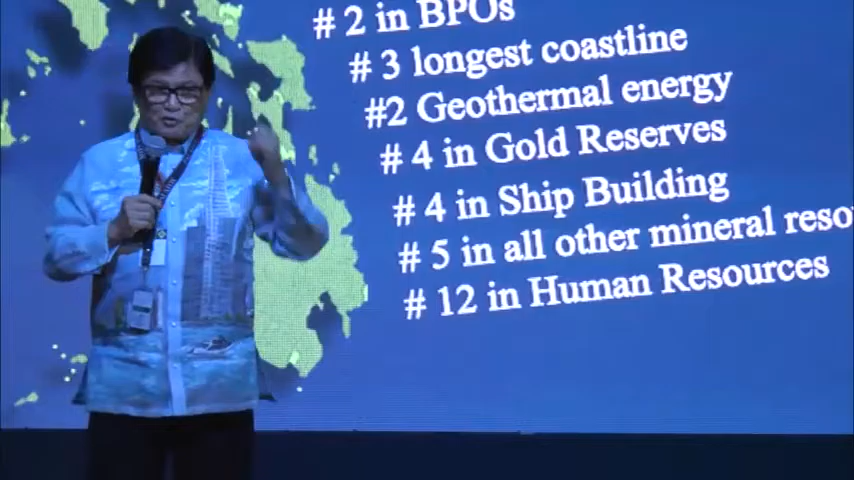 # 2 in BPOs
# 3 longest coastline
#2 Geothermal energy
# 4 in Gold Reserves
# 4 in Ship Building
# 5 in all other mineral
# 12 in Human Resources